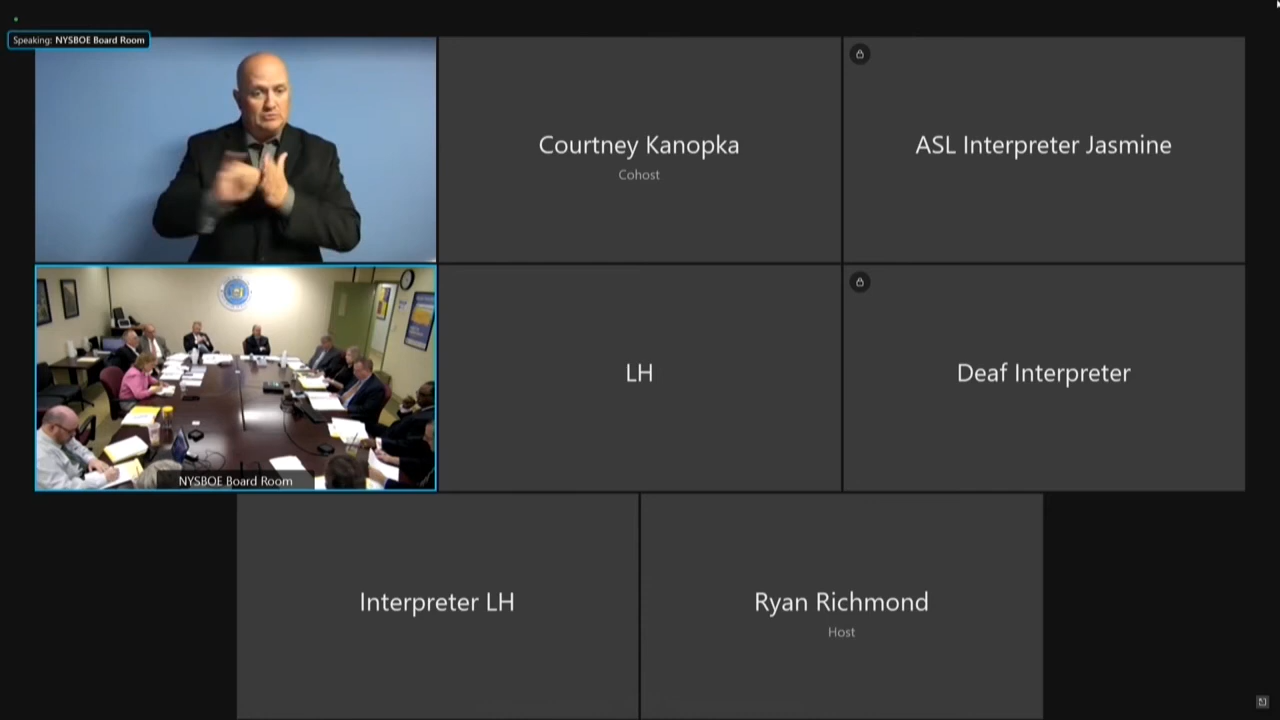 Speaking: NYSBOE Board Room
Courtney Kanopka
Cohost
ASL Interpreter Jasmine
NYSBOE Board Room
LH
Deaf Interpreter
Interpreter LH
Ryan Richmond
Host